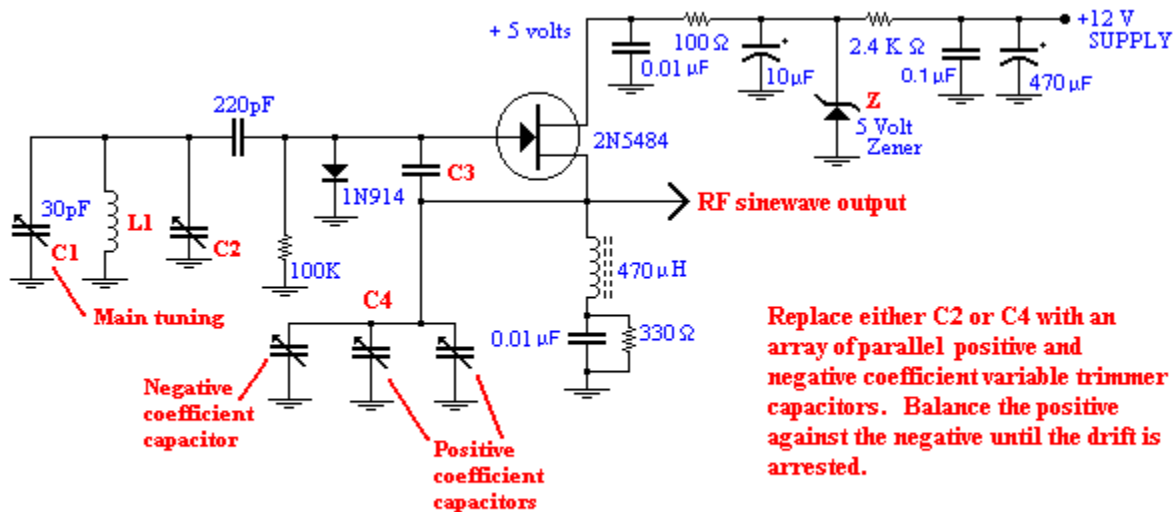 + 5 volts
100 Ω
0.01 µF
10µF
2.4 K Ω
0.1µF
470 µF
+12 V
SUPPLY
Z
5 Volt
Zener
220pF
2N5484
C3
1N914
30pF
C1
L1
C2
100K
RF sinewave output
470 µH
Main tuning
C4
0.01 µF
330 Ω
Negative
coefficient
capacitor
Positive
coefficient
capacitors
Replace either C2 or C4 with an
array of parallel positive and
negative coefficient variable trimmer
capacitors. Balance the positive
against the negative until the drift is
arrested.